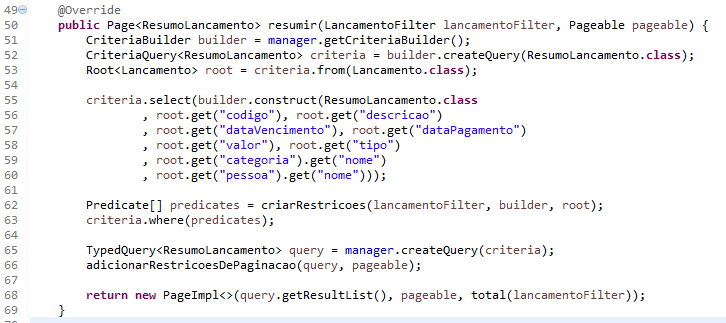 49 @Override
50 public Page<ResumoLancamento> resumir(LancamentoFilter lancamentoFilter, Pageable pageable) {
51 CriteriaBuilder builder = manager.getCriteriaBuilder();
52 CriteriaQuery<ResumoLancamento> criteria = builder.createQuery(ResumoLancamento.class);
53 Root<Lancamento> root = criteria.from(Lancamento.class);
54
55 criteria.select(builder.construct(ResumoLancamento.class
56 , root.get("codigo"), root.get("descricao")
57 , root.get("dataVencimento"), root.get("dataPagamento")
58 , root.get("valor"), root.get("tipo")
59 , root.get("categoria").get("nome")
60 , root.get("pessoa").get("nome")));
61
62 Predicate[] predicates = criarRestricoes(lancamentoFilter, builder, root);
63 criteria.where(predicates);
64
65 TypedQuery<ResumoLancamento> query = manager.createQuery(criteria);
66 adicionarRestricoesDePaginacao(query, pageable);
67
68 return new PageImpl<>(query.getResultList(), pageable, total(lancamentoFilter));
69 }